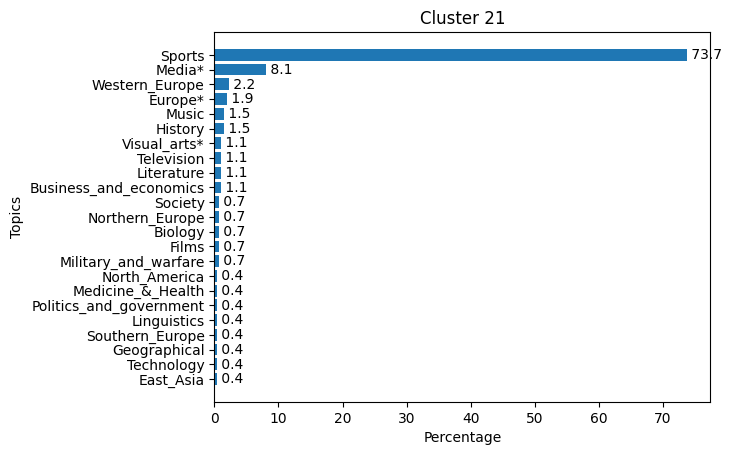 Cluster 21
Sports 73.7
Media* 8.1
Western_Europe 2.2
Europe* 1.9
Music 1.5
History 1.5
Visual_arts* 1.1
Television 1.1
Literature 1.1
Business_and_economics 1.1
Society 0.7
Northern_Europe 0.7
Biology 0.7
Films 0.7
Military_and_warfare 0.7
North_America 0.4
Medicine_&_Health 0.4
Politics_and_government 0.4
Linguistics 0.4
Southern_Europe 0.4
Geographical 0.4
Technology 0.4
East_Asia 0.4
Topics
0 10 20 30 40 50 60 70
Percentage